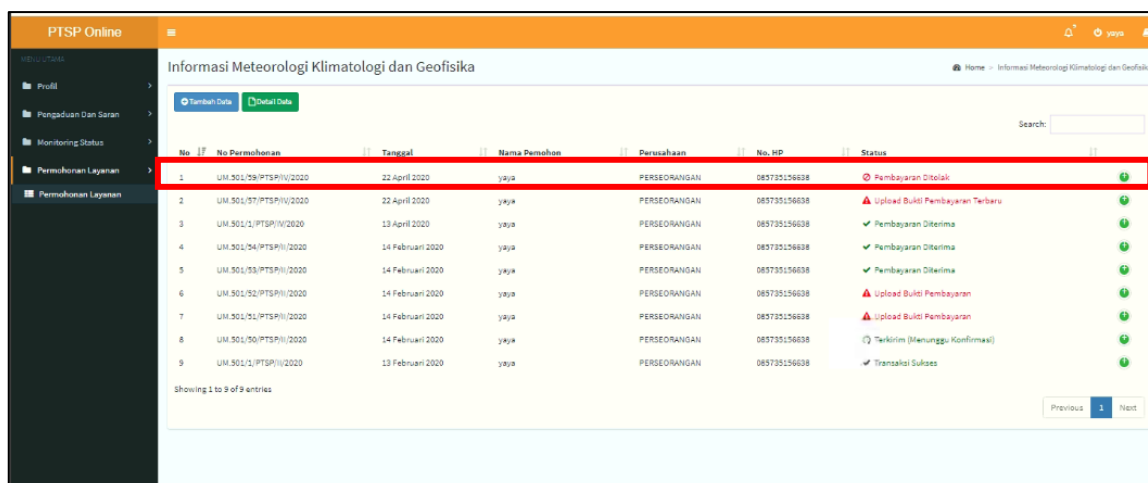 PTSP Online
yaya
MENU UTAMA
Informasi Meteorologi Klimatologi dan Geofisika
Home > Informasi Meteorologi Klimatologi dan Geofisik
Profil
Pengaduan Dan Saran
Monitoring Status
Permohonan Layanan
Permohonan Layanan
Tambah Data Detail Data
Search:
No No Permohonan Tanggal Nama Pemohon Perusahaan No. HP Status
1 UM.501/59/PTSP/IV/2020 22 April 2020 yaya PERSEORANGAN 085735156638 Pembayaran Ditolak
2 UM.501/57/PTSP/IV/2020 22 April 2020 yaya PERSEORANGAN 085735156638 Upload Bukti Pembayaran Terbaru
3 UM.501/1/PTSP/IV/2020 13 April 2020 yaya PERSEORANGAN 085735156638 Pembayaran Diterima
4 UM.501/54/PTSP/II/2020 14 Februari 2020 yaya PERSEORANGAN 085735156638 Pembayaran Diterima
5 UM.501/53/PTSP/II/2020 14 Februari 2020 yaya PERSEORANGAN 085735156638 Pembayaran Diterima
6 UM.501/52/PTSP/II/2020 14 Februari 2020 yaya PERSEORANGAN 085735156638 Upload Bukti Pembayaran
7 UM.501/51/PTSP/II/2020 14 Februari 2020 yaya PERSEORANGAN 085735156638 Upload Bukti Pembayaran
8 UM.501/50/PTSP/II/2020 14 Februari 2020 yaya PERSEORANGAN 085735156638 Terkirim (Menunggu Konfirmasi)
9 UM.501/1/PTSP/II/2020 13 Februari 2020 yaya PERSEORANGAN 085735156638 Transaksi Sukses
Showing 1 to 9 of 9 entries
Previous 1 Next